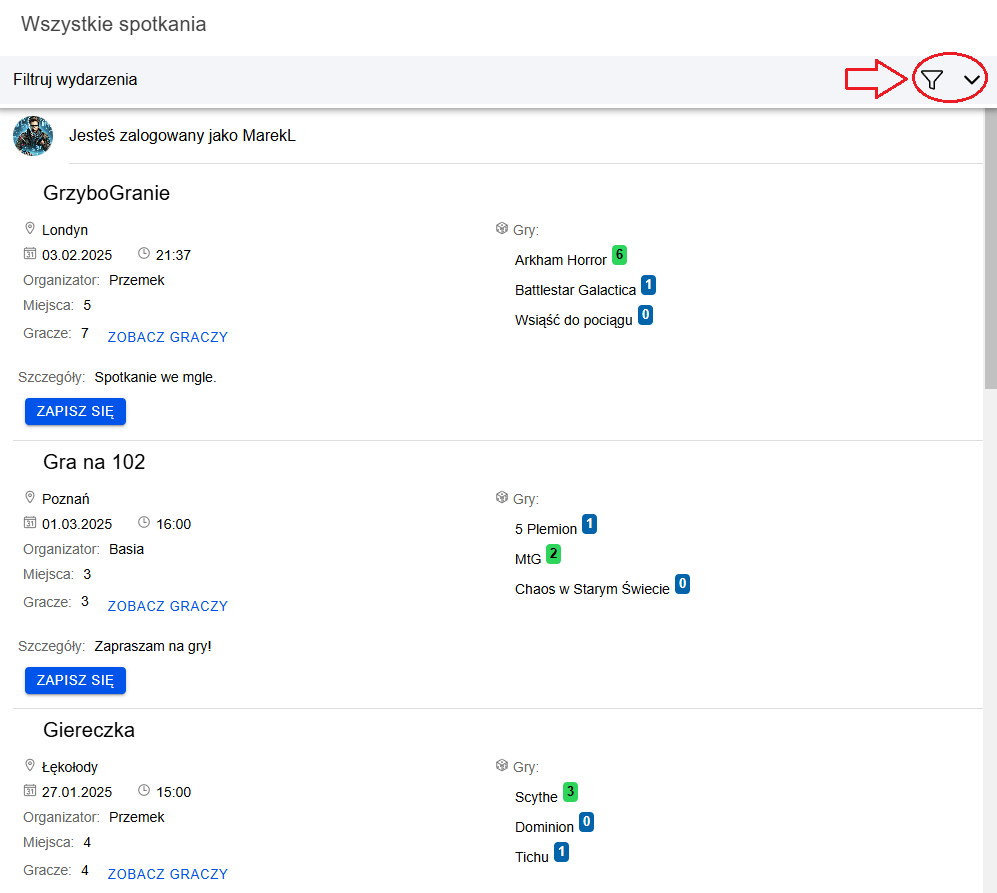 Wszystkie spotkania
Filtruj wydarzenia
Jesteś zalogowany jako MarekL
GrzyboGranie
Londyn
31 03.02.2025 21:37
Organizator: Przemek
Miejsca: 5
Gracze: 7 ZOBACZ GRACZY
Gry:
Arkham Horror 6
Battlestar Galactica 1
Wsiąść do pociągu 0
Szczegóły: Spotkanie we mgle.
ZAPISZ SIĘ
Gra na 102
Poznań
31 01.03.2025 16:00
Organizator: Basia
Miejsca: 3
Gracze: 3 ZOBACZ GRACZY
Gry:
5 Plemion 1
MtG 2
Chaos w Starym Świecie 0
Szczegóły: Zapraszam na gry!
ZAPISZ SIĘ
Giereczka
Łękołody
31 27.01.2025 15:00
Organizator: Przemek
Miejsca: 4
Gracze: 4 ZOBACZ GRACZY
Gry:
Scythe 3
Dominion 0
Tichu 1